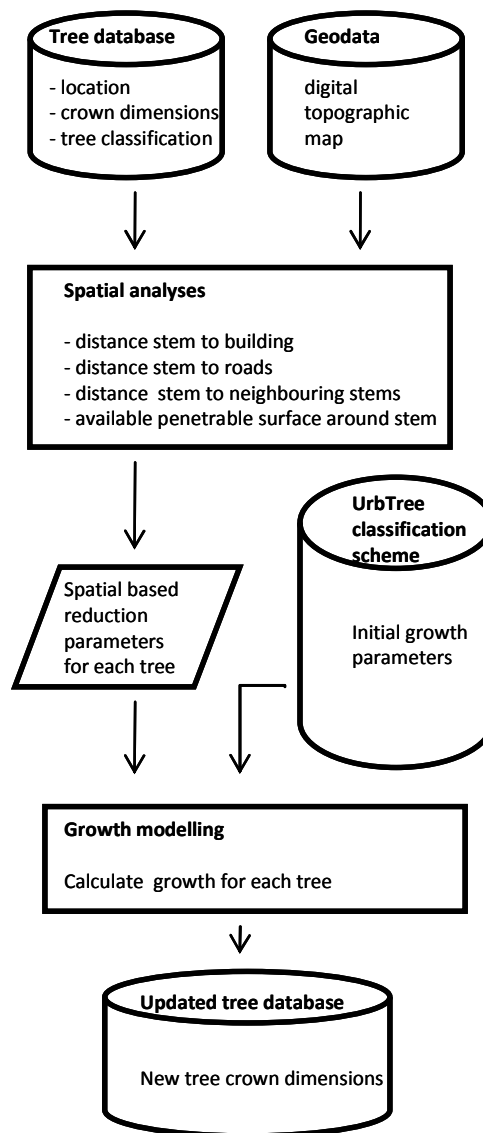 Tree database
- location
- crown dimensions
- tree classification
Geodata
digital
topographic
map
Spatial analyses
- distance stem to building
- distance stem to roads
- distance  stem to neighbouring stems
- available penetrable surface around stem
UrbTree
classification
scheme
Initial growth
parameters
Spatial based
reduction
parameters
for each tree
Growth modelling
Calculate  growth for each tree
Updated tree database
New tree crown dimensions